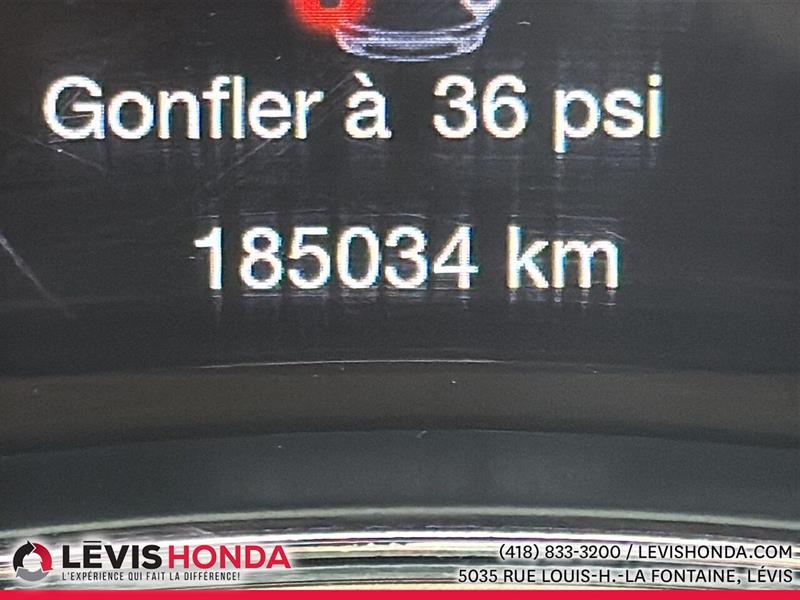 Gonfler à 36 psi
185034 km
LÉVIS HONDA
L'EXPÉRIENCE QUI FAIT LA DIFFÉRENCE!
(418) 833-3200 / LEVISHONDA.COM
5035 RUE LOUIS-H.-LA FONTAINE, LÉVIS